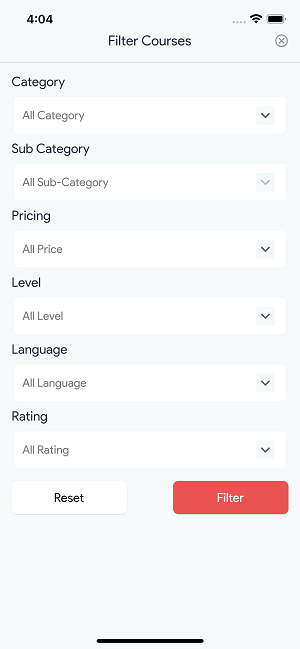 4:04
Filter Courses
Category
All Category
Sub Category
All Sub-Category
Pricing
All Price
Level
All Level
Language
All Language
Rating
All Rating
Reset
Filter